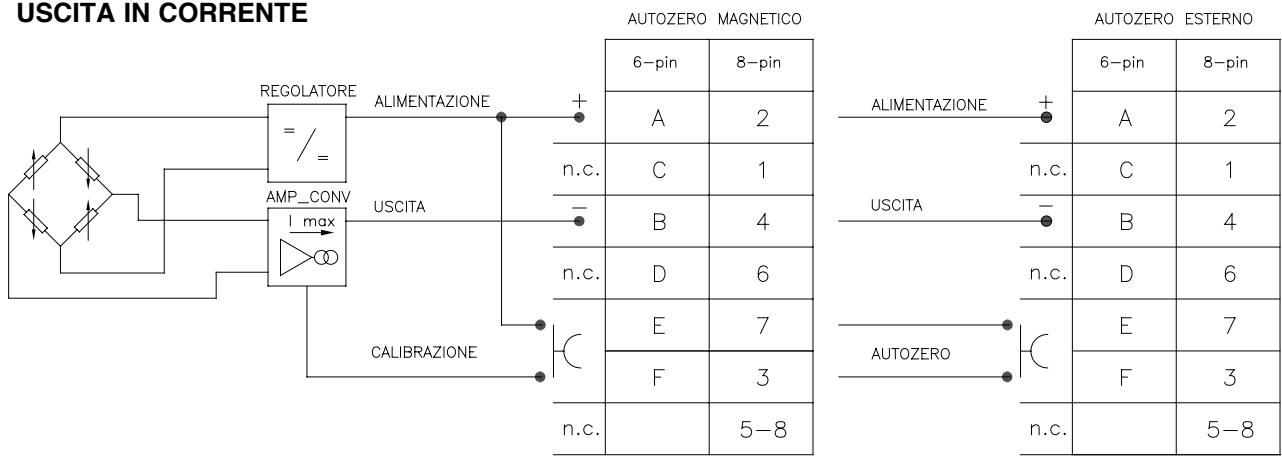 USCITA IN CORRENTE
AUTOZERO MAGNETICO
AUTOZERO ESTERNO
REGOLATORE
= / =
ALIMENTAZIONE
AMP_CONV
I max
USCITA
CALIBRAZIONE
6-pin 8-pin
+ A 2
n.c. C 1
− B 4
n.c. D 6
E 7
F 3
n.c. 5-8
ALIMENTAZIONE
USCITA
AUTOZERO
6-pin 8-pin
+ A 2
n.c. C 1
− B 4
n.c. D 6
E 7
F 3
n.c. 5-8